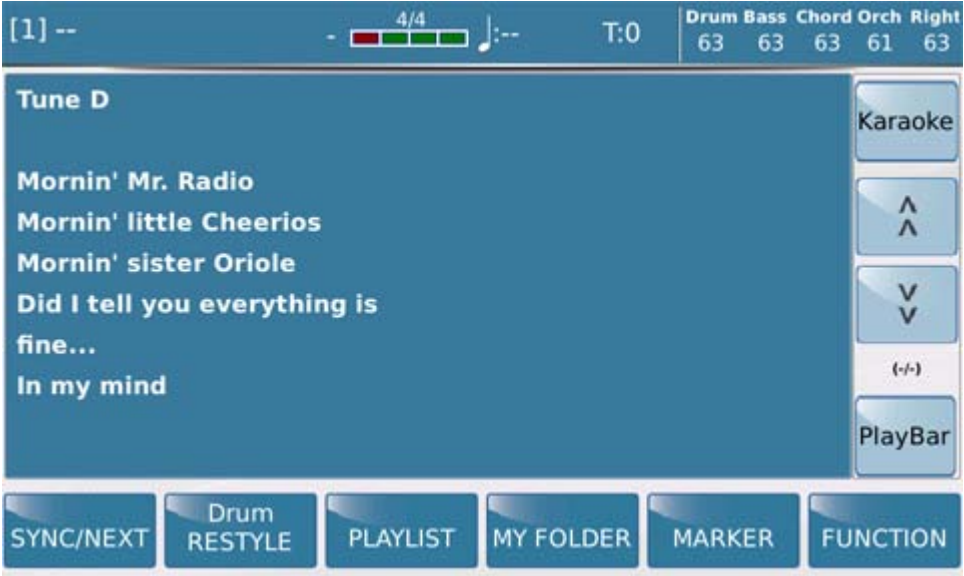 [1] --
-
4/4
♩:--
T:0
Drum Bass Chord Orch Right
63 63 63 61 63
Tune D
Mornin' Mr. Radio
Mornin' little Cheerios
Mornin' sister Oriole
Did I tell you everything is
fine...
In my mind
Karaoke
(-/-)
PlayBar
SYNC/NEXT
Drum
RESTYLE
PLAYLIST
MY FOLDER
MARKER
FUNCTION